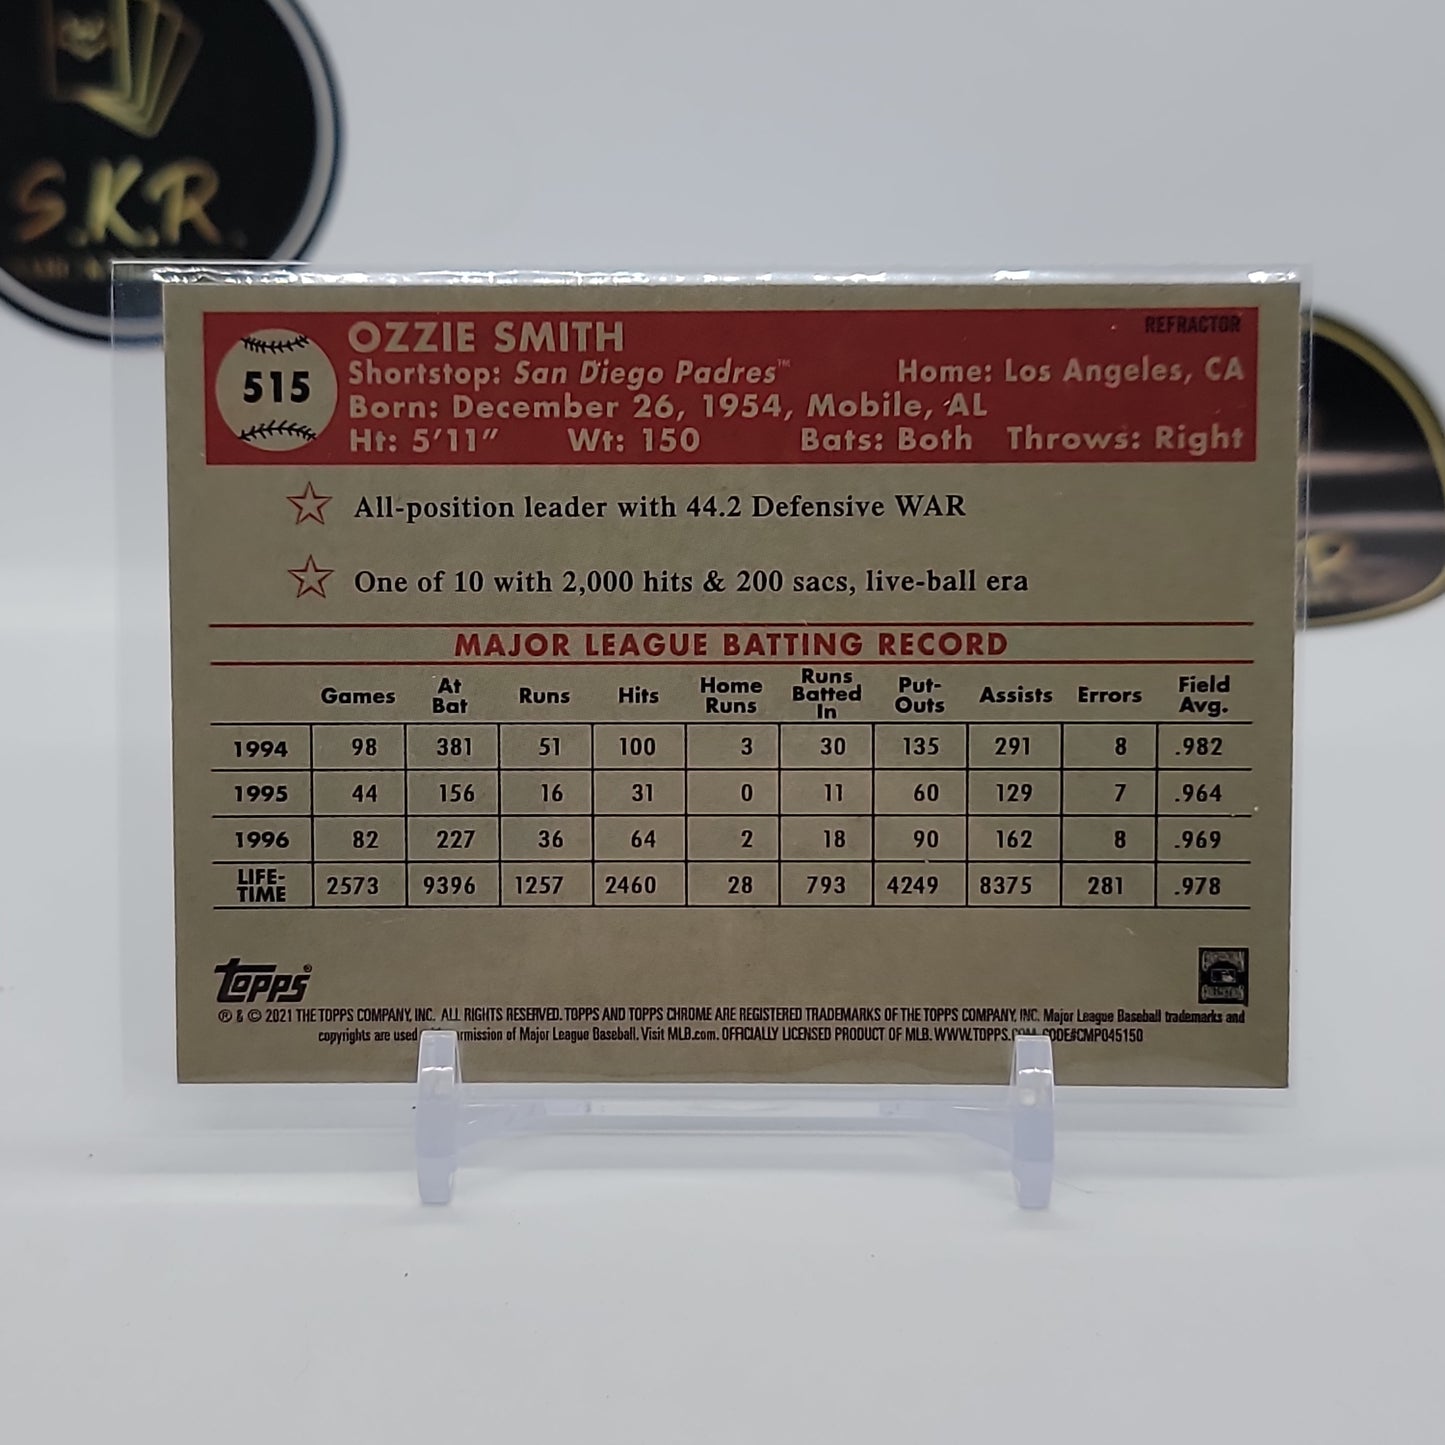 S.K.R.
REFRACTOR
515
OZZIE SMITH
Shortstop: San Diego Padres™ Home: Los Angeles, CA
Born: December 26, 1954, Mobile, AL
Ht: 5'11" Wt: 150 Bats: Both Throws: Right
All-position leader with 44.2 Defensive WAR
One of 10 with 2,000 hits & 200 sacs, live-ball era
MAJOR LEAGUE BATTING RECORD
Games At Bat Runs Hits Home Runs Runs Batted In Put-Outs Assists Errors Field Avg.
1994 98 381 51 100 3 30 135 291 8 .982
1995 44 156 16 31 0 11 60 129 7 .964
1996 82 227 36 64 2 18 90 162 8 .969
LIFE-TIME 2573 9396 1257 2460 28 793 4249 8375 281 .978
Topps®
® & © 2021 THE TOPPS COMPANY, INC. ALL RIGHTS RESERVED. TOPPS AND TOPPS CHROME ARE REGISTERED TRADEMARKS OF THE TOPPS COMPANY, INC. Major League Baseball trademarks and
copyrights are used rmission of Major League Baseball. Visit MLB.com. OFFICIALLY LICENSED PRODUCT OF MLB. WWW.TOPPS.COM CODE#CMP045150